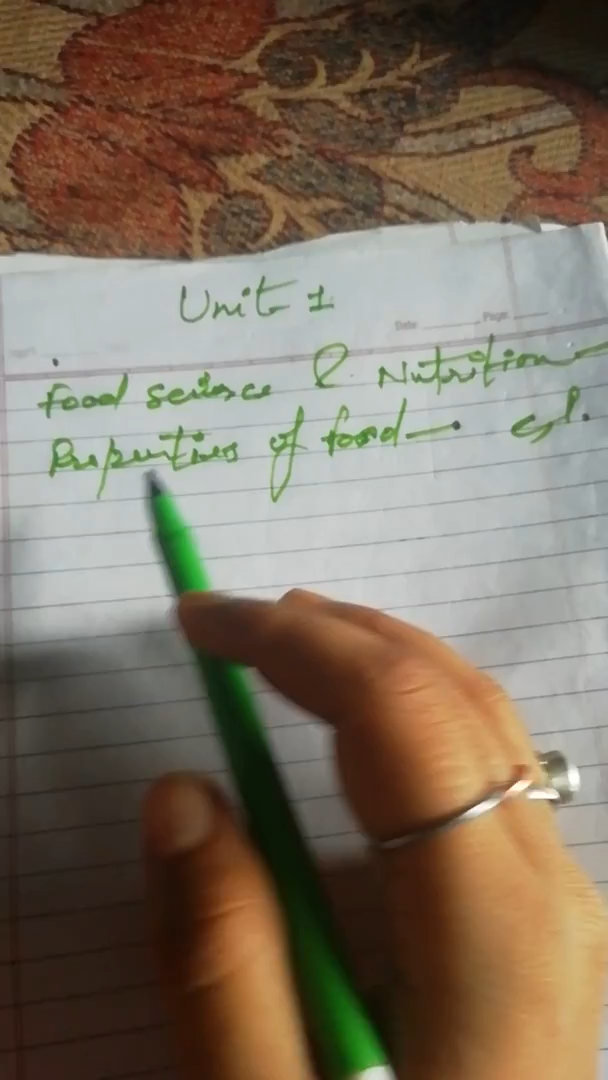 Unit 1
Date Page
Food science & Nutrition
Properties of food